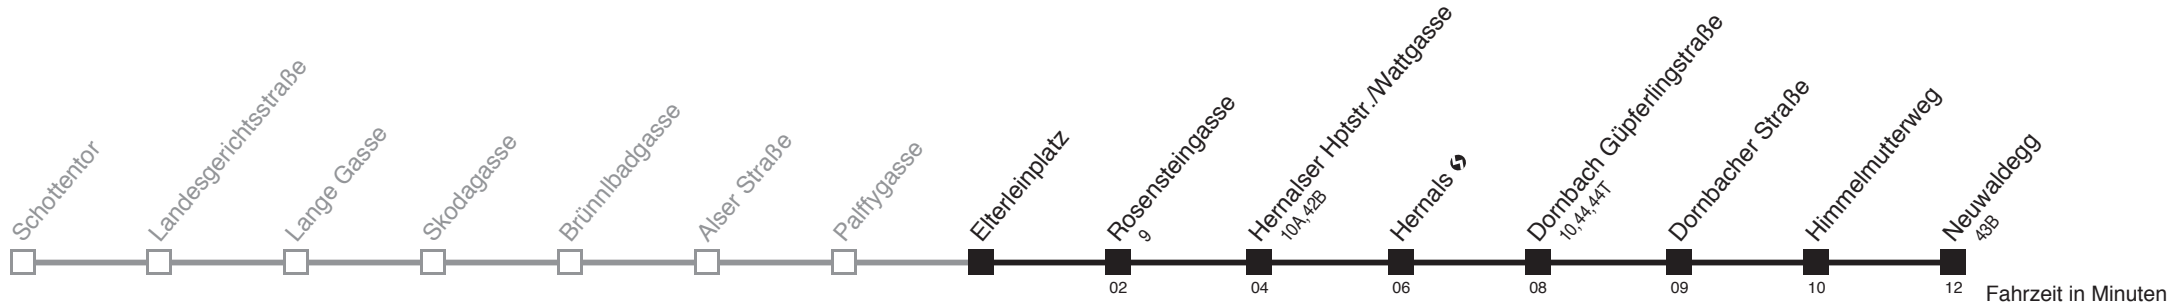 Schottentor
Landesgerichtsstraße
Lange Gasse
Skodagasse
Brünnlbadgasse
Alser Straße
Palffygasse
Elterleinplatz
Rosensteingasse
9
Hernalser Hptstr./Wattgasse
10A,42B
Hernals
Dornbach Güpferlingstraße
10,44,44T
Dornbacher Straße
Himmelmutterweg
Neuwaldegg
43B
02
04
06
08
09
10
12
Fahrzeit in Minuten